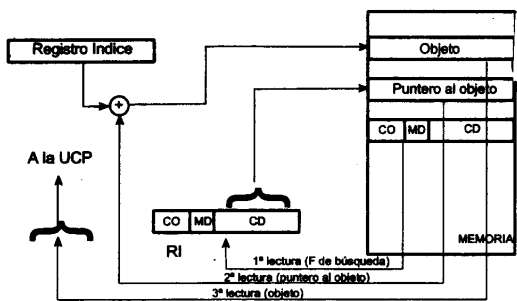 Registro Indice
Objeto
Puntero al objeto
CO MD CD
A la UCP
CO MD CD
RI
MEMORIA
1ª lectura (F de búsqueda)
2ª lectura (puntero al objeto)
3ª lectura (objeto)